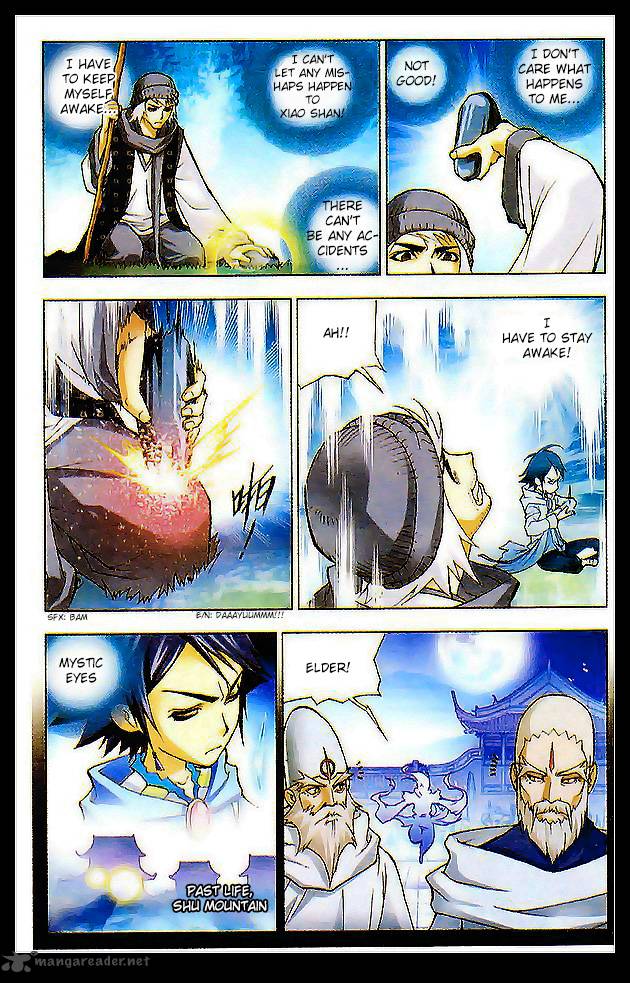 I HAVE
TO KEEP
MYSELF
AWAKE...
I CAN'T
LET ANY MIS-
HAPS HAPPEN
TO
XIAO SHAN!
THERE
CAN'T
BE ANY AC-
CIDENTS
...
NOT
GOOD!
I DON'T
CARE WHAT
HAPPENS
TO ME...
啪
SFX: BAM
E/N: DAAAYUUMMM!!!
AH!!
I
HAVE TO STAY
AWAKE!
MYSTIC
EYES
PAST LIFE,
SHU MOUNTAIN
ELDER!
mangareader.net